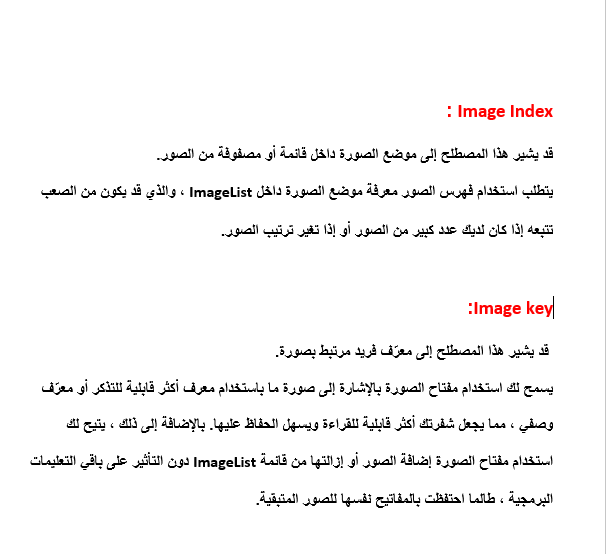 Image Index :
قد يشير هذا المصطلح إلى موضع الصورة داخل قائمة أو مصفوفة من الصور.
يتطلب استخدام فهرس الصور معرفة موضع الصورة داخل ImageList ، والذي قد يكون من الصعب
تتبعه إذا كان لديك عدد كبير من الصور أو إذا تغير ترتيب الصور.
Image key:
قد يشير هذا المصطلح إلى معرّف فريد مرتبط بصورة.
يسمح لك استخدام مفتاح الصورة بالإشارة إلى صورة ما باستخدام معرف أكثر قابلية للتذكر أو معرّف
وصفي ، مما يجعل شفرتك أكثر قابلية للقراءة ويسهل الحفاظ عليها. بالإضافة إلى ذلك ، يتيح لك
استخدام مفتاح الصورة إضافة الصور أو إزالتها من قائمة ImageList دون التأثير على باقي التعليمات
البرمجية ، طالما احتفظت بالمفاتيح نفسها للصور المتبقية.